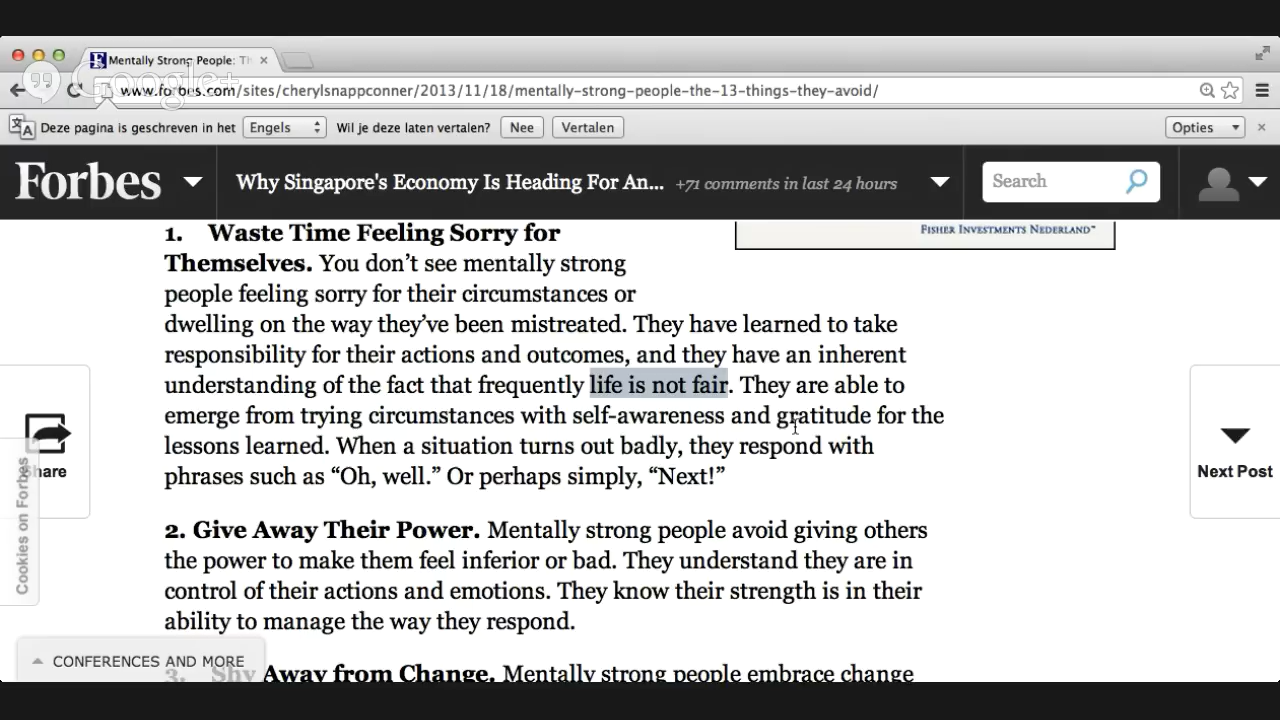 Mentally Strong People: Th
Google+
www.forbes.com/sites/cherylsnappconner/2013/11/18/mentally-strong-people-the-13-things-they-avoid/
Deze pagina is geschreven in het Engels Wil je deze laten vertalen? Nee Vertalen Opties
Forbes Why Singapore's Economy Is Heading For An... +71 comments in last 24 hours Search
FISHER INVESTMENTS NEDERLAND™
1. Waste Time Feeling Sorry for
Themselves. You don’t see mentally strong
people feeling sorry for their circumstances or
dwelling on the way they’ve been mistreated. They have learned to take
responsibility for their actions and outcomes, and they have an inherent
understanding of the fact that frequently life is not fair. They are able to
emerge from trying circumstances with self-awareness and gratitude for the
lessons learned. When a situation turns out badly, they respond with
phrases such as “Oh, well.” Or perhaps simply, “Next!”
2. Give Away Their Power. Mentally strong people avoid giving others
the power to make them feel inferior or bad. They understand they are in
control of their actions and emotions. They know their strength is in their
ability to manage the way they respond.
3. Shy Away from Change. Mentally strong people embrace change
Share
Cookies on Forbes
Next Post
CONFERENCES AND MORE